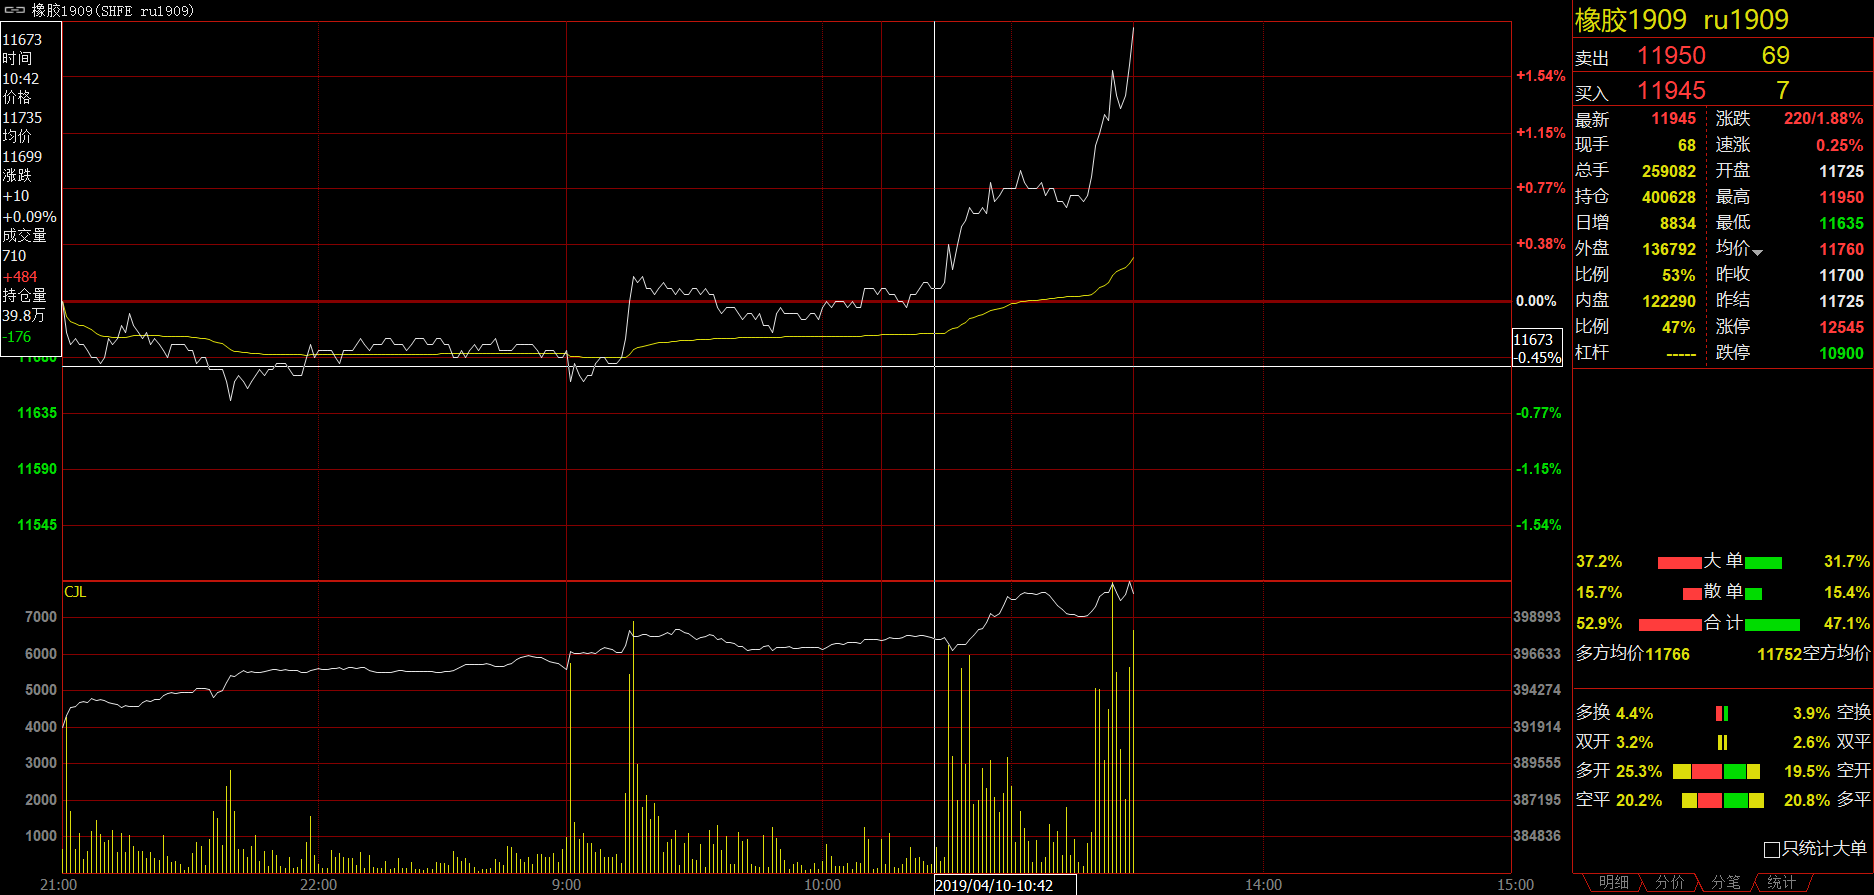 橡胶1909(SHFE ru1909)
11673
时间
10:42
价格
11735
均价
11699
涨跌
+10
+0.09%
成交量
710
+484
持仓量
39.8万
-176
11635
11590
11545
+1.54%
+1.15%
+0.77%
+0.38%
0.00%
11673
-0.45%
-0.77%
-1.15%
-1.54%
CJL
7000
6000
5000
4000
3000
2000
1000
398993
396633
394274
391914
389555
387195
384836
21:00 22:00 9:00 10:00 2019/04/10-10:42 14:00 15:00
橡胶1909 ru1909
卖出 11950 69
买入 11945 7
最新 11945 涨跌 220/1.88%
现手 68 速涨 0.25%
总手 259082 开盘 11725
持仓 400628 最高 11950
日增 8834 最低 11635
外盘 136792 均价 11760
比例 53% 昨收 11700
内盘 122290 昨结 11725
比例 47% 涨停 12545
杠杆 ----- 跌停 10900
37.2% 大单 31.7%
15.7% 散单 15.4%
52.9% 合计 47.1%
多方均价11766 11752空方均价
多换 4.4% 3.9% 空换
双开 3.2% 2.6% 双平
多开 25.3% 19.5% 空开
空平 20.2% 20.8% 多平
只统计大单
明细 分价 分笔 统计